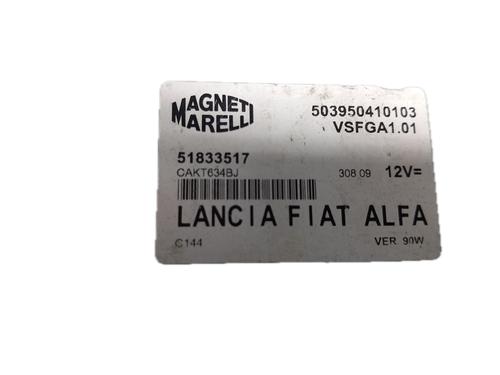 MAGNETI
MARELLI
503950410103
VSFGA1.01
51833517
CAKT634BJ
308 09 12V=
LANCIA FIAT ALFA
C144
VER 90W